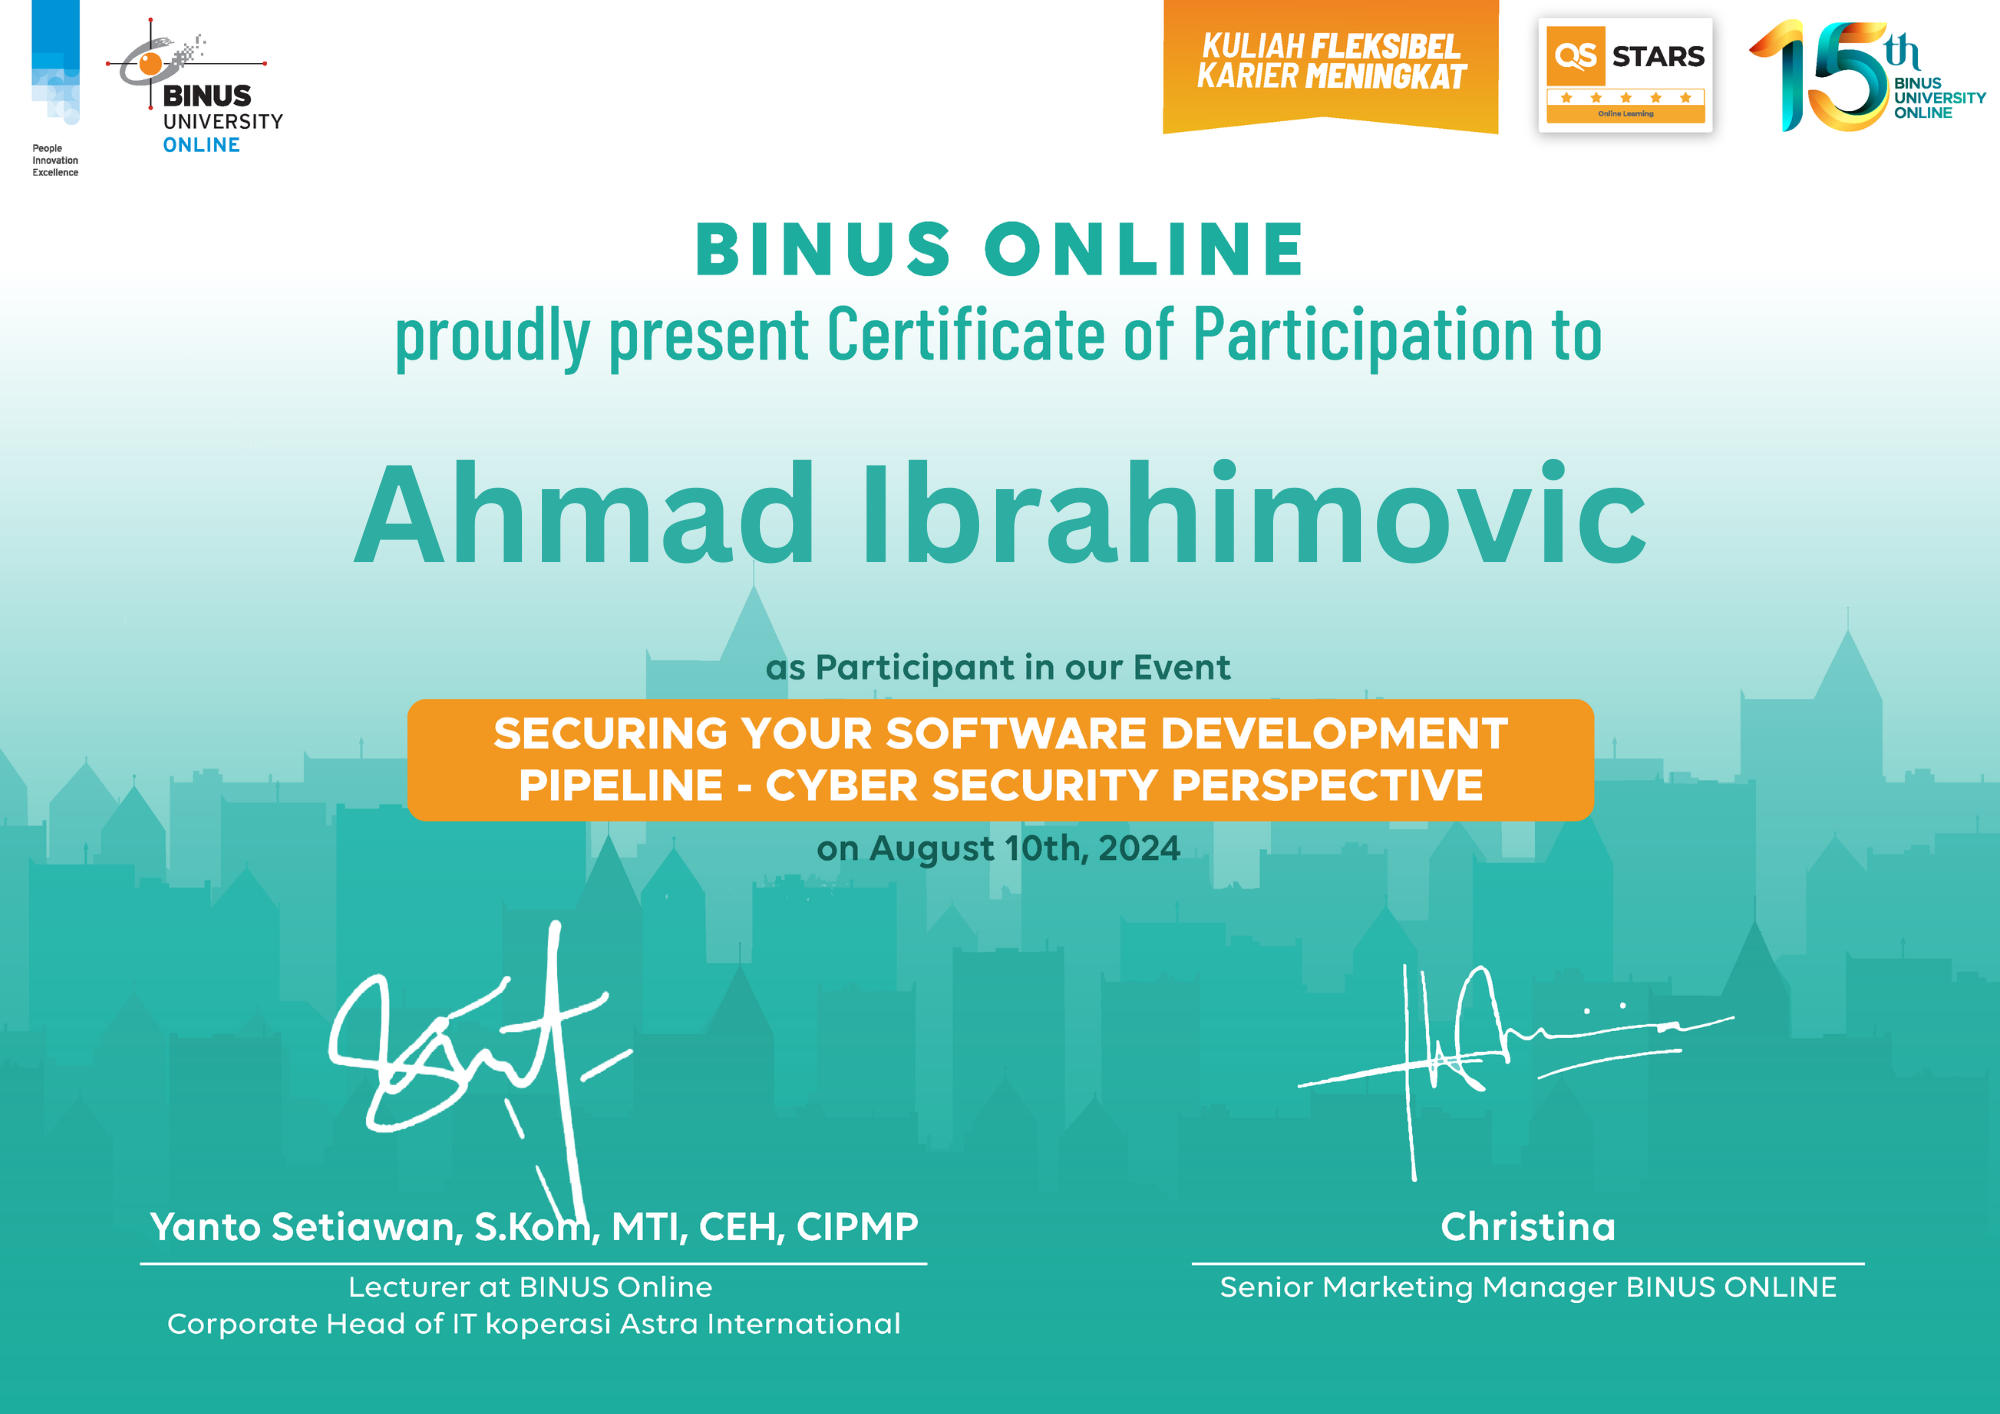 People
Innovation
Excellence
BINUS
UNIVERSITY
ONLINE
KULIAH FLEKSIBEL
KARIER MENINGKAT
QS STARS
Online Learning
15th
BINUS
UNIVERSITY
ONLINE
BINUS ONLINE
proudly present Certificate of Participation to
Ahmad Ibrahimovic
as Participant in our Event
SECURING YOUR SOFTWARE DEVELOPMENT
PIPELINE - CYBER SECURITY PERSPECTIVE
on August 10th, 2024
Yanto Setiawan, S.Kom, MTI, CEH, CIPMP
Lecturer at BINUS Online
Corporate Head of IT koperasi Astra International
Christina
Senior Marketing Manager BINUS ONLINE